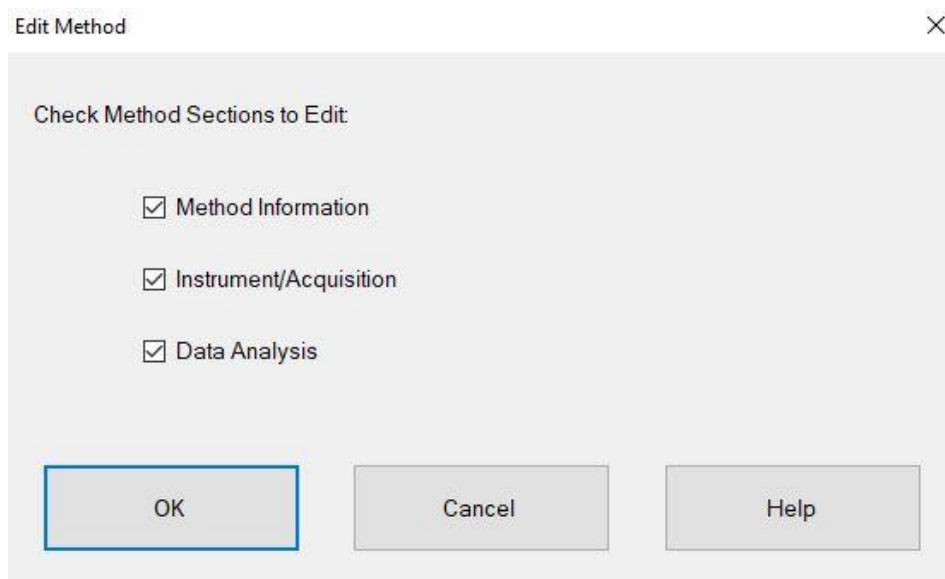 Edit Method
Check Method Sections to Edit:
Method Information
Instrument/Acquisition
Data Analysis
OK Cancel Help